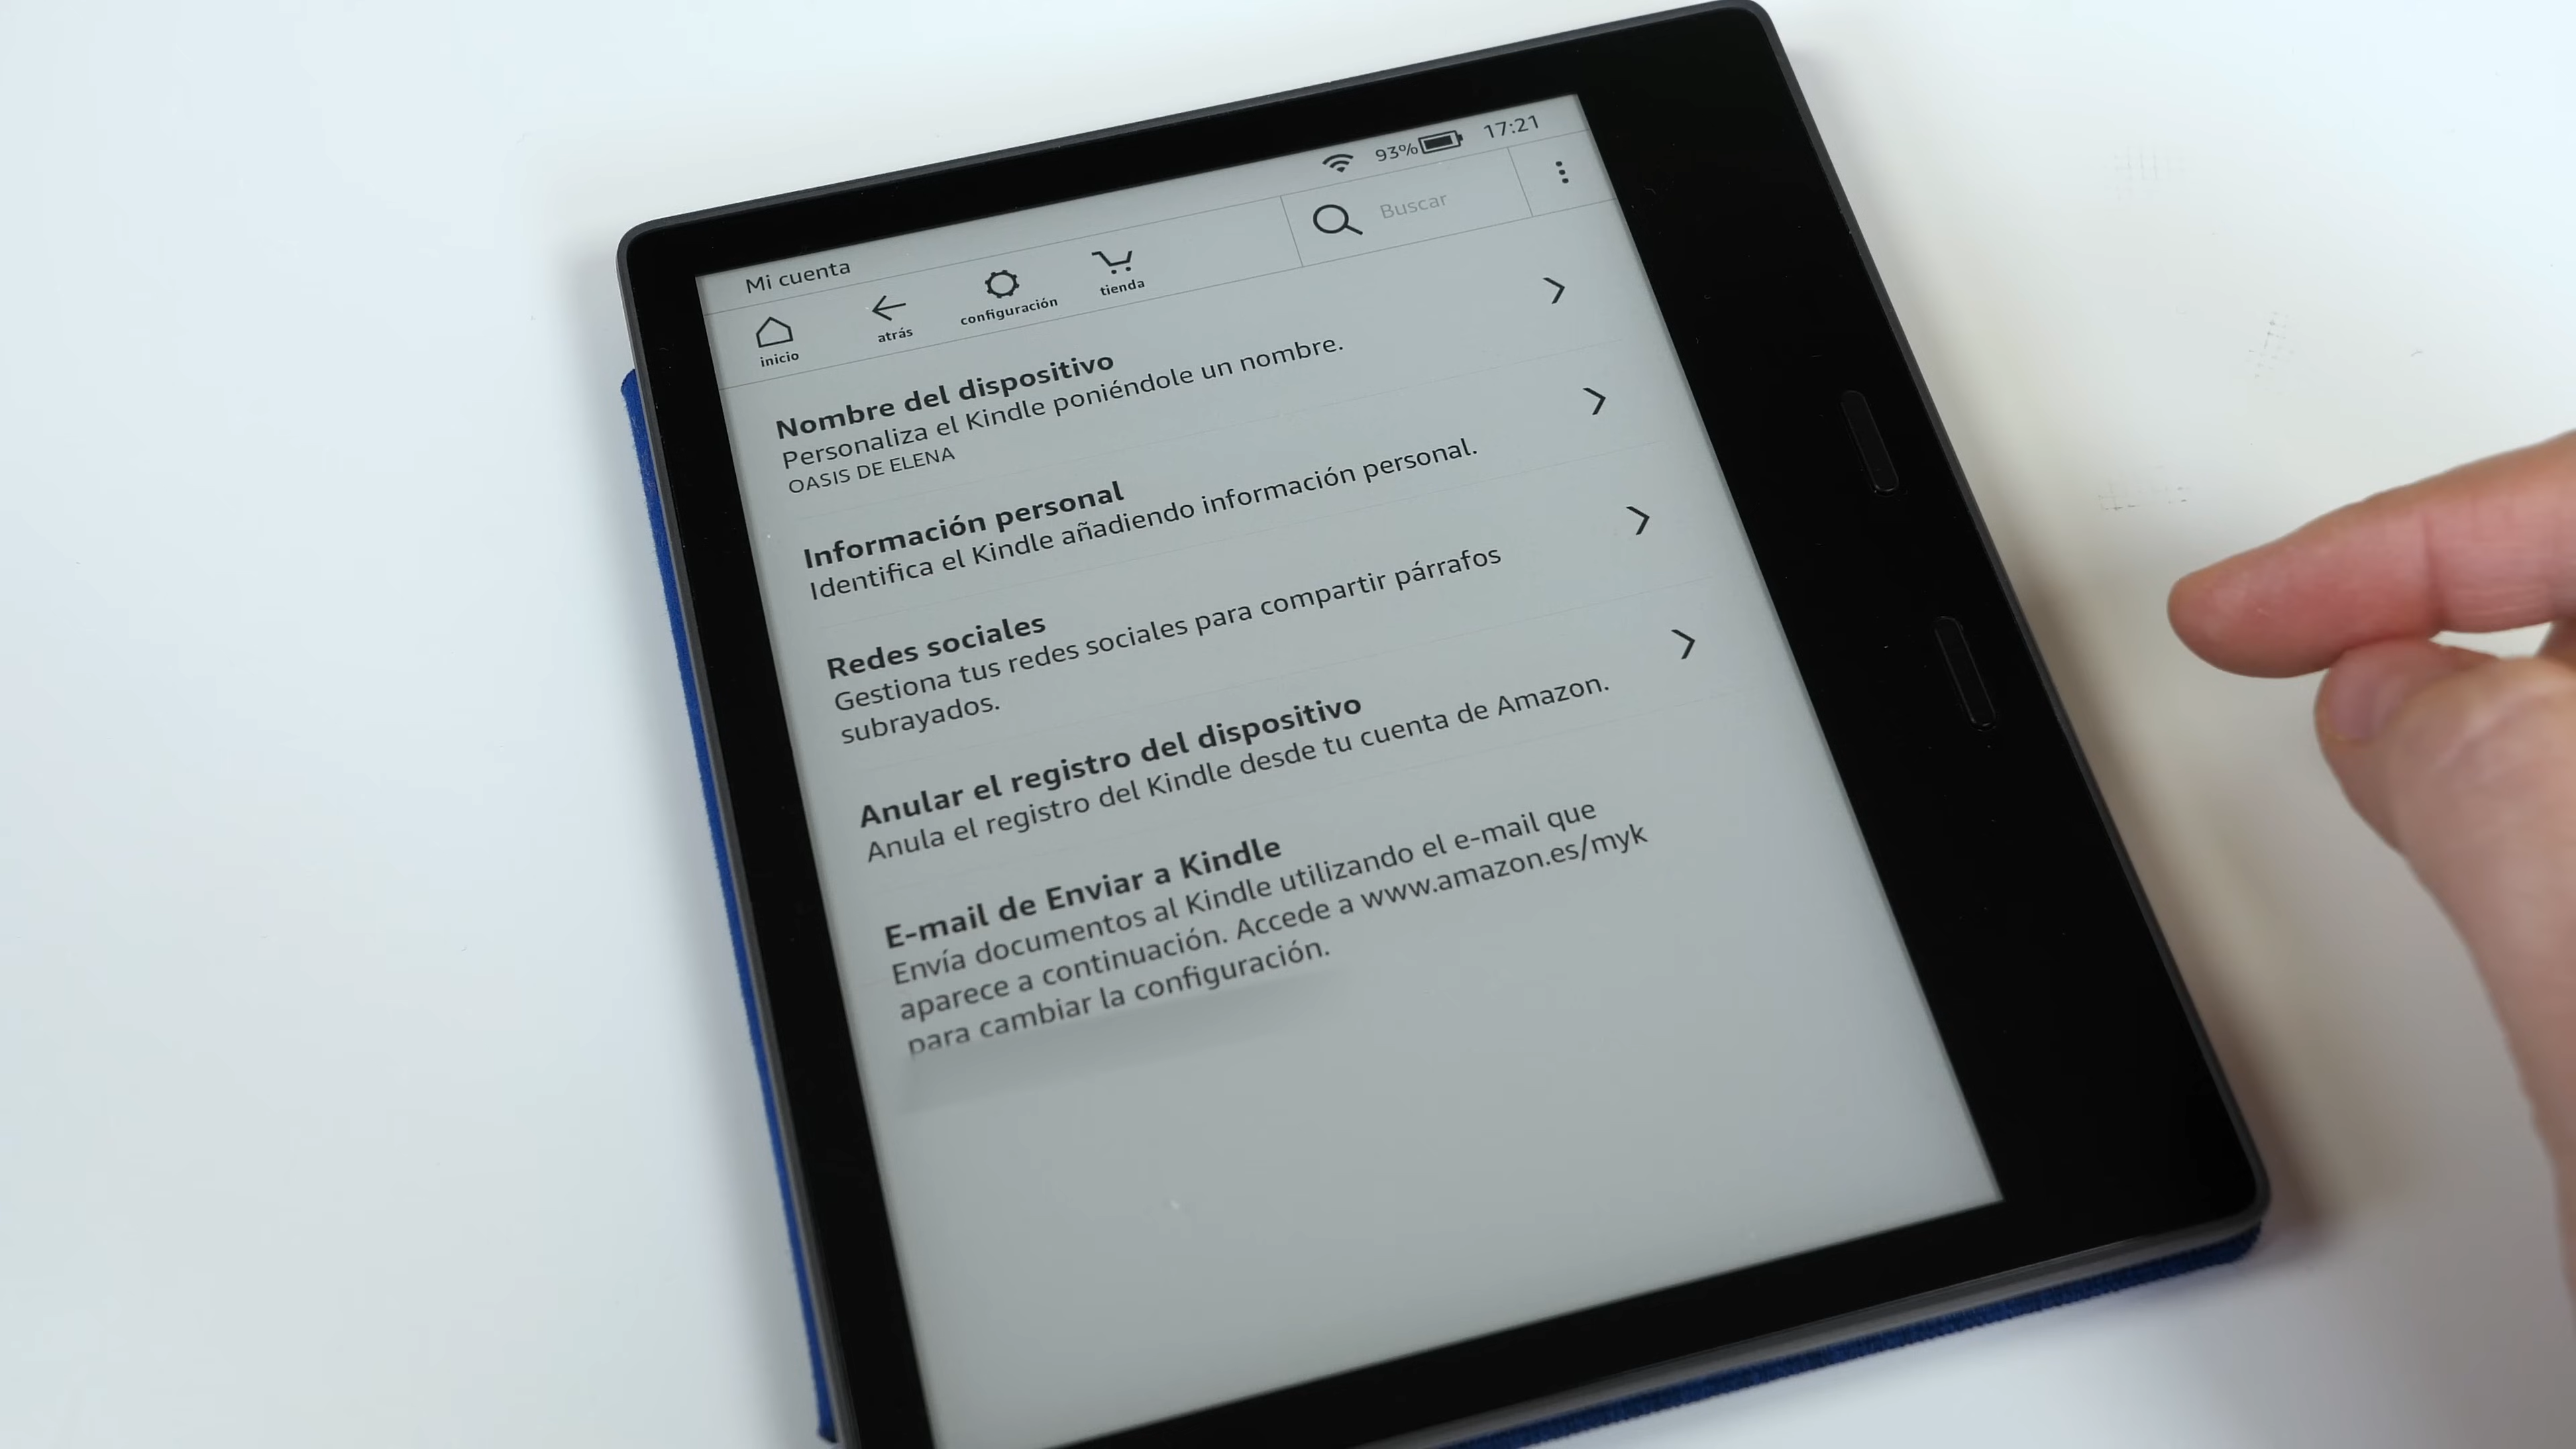 Mi cuenta
93%
17:21
inicio
atrás
configuración
tienda
Buscar
Nombre del dispositivo
Personaliza el Kindle poniéndole un nombre.
OASIS DE ELENA
Información personal
Identifica el Kindle añadiendo información personal.
Redes sociales
Gestiona tus redes sociales para compartir párrafos
subrayados.
Anular el registro del dispositivo
Anula el registro del Kindle desde tu cuenta de Amazon.
E-mail de Enviar a Kindle
Envía documentos al Kindle utilizando el e-mail que
aparece a continuación. Accede a www.amazon.es/myk
para cambiar la configuración.